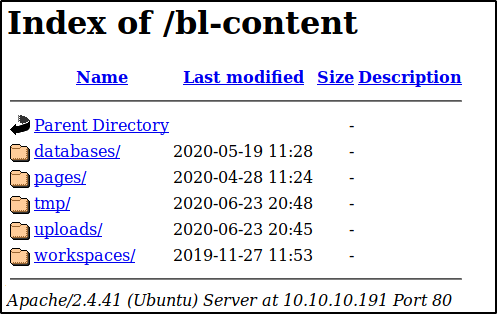 Index of /bl-content
Name Last modified Size Description
Parent Directory -
databases/ 2020-05-19 11:28 -
pages/ 2020-04-28 11:24 -
tmp/ 2020-06-23 20:48 -
uploads/ 2020-06-23 20:45 -
workspaces/ 2019-11-27 11:53 -
Apache/2.4.41 (Ubuntu) Server at 10.10.10.191 Port 80